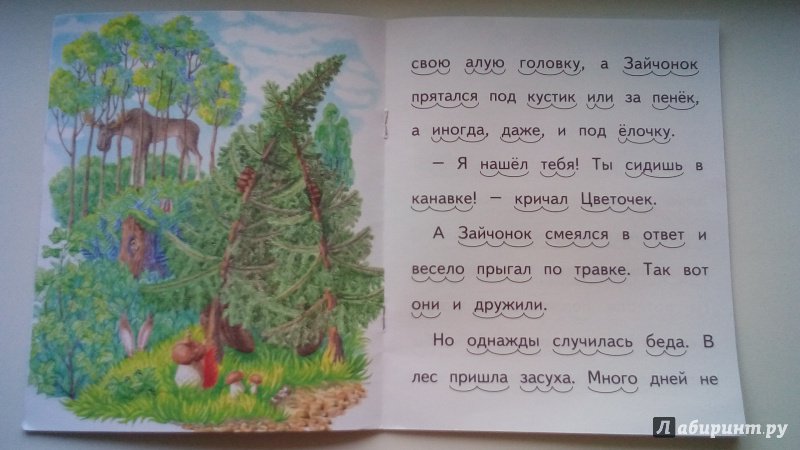 свою алую головку, а Зайчонок
прятался под кустик или за пенёк,
а иногда, даже, и под ёлочку.
– Я нашёл тебя! Ты сидишь в
канавке! – кричал Цветочек.
А Зайчонок смеялся в ответ и
весело прыгал по травке. Так вот
они и дружили.
Но однажды случилась беда. В
лес пришла засуха. Много дней не
Лабиринт.ру